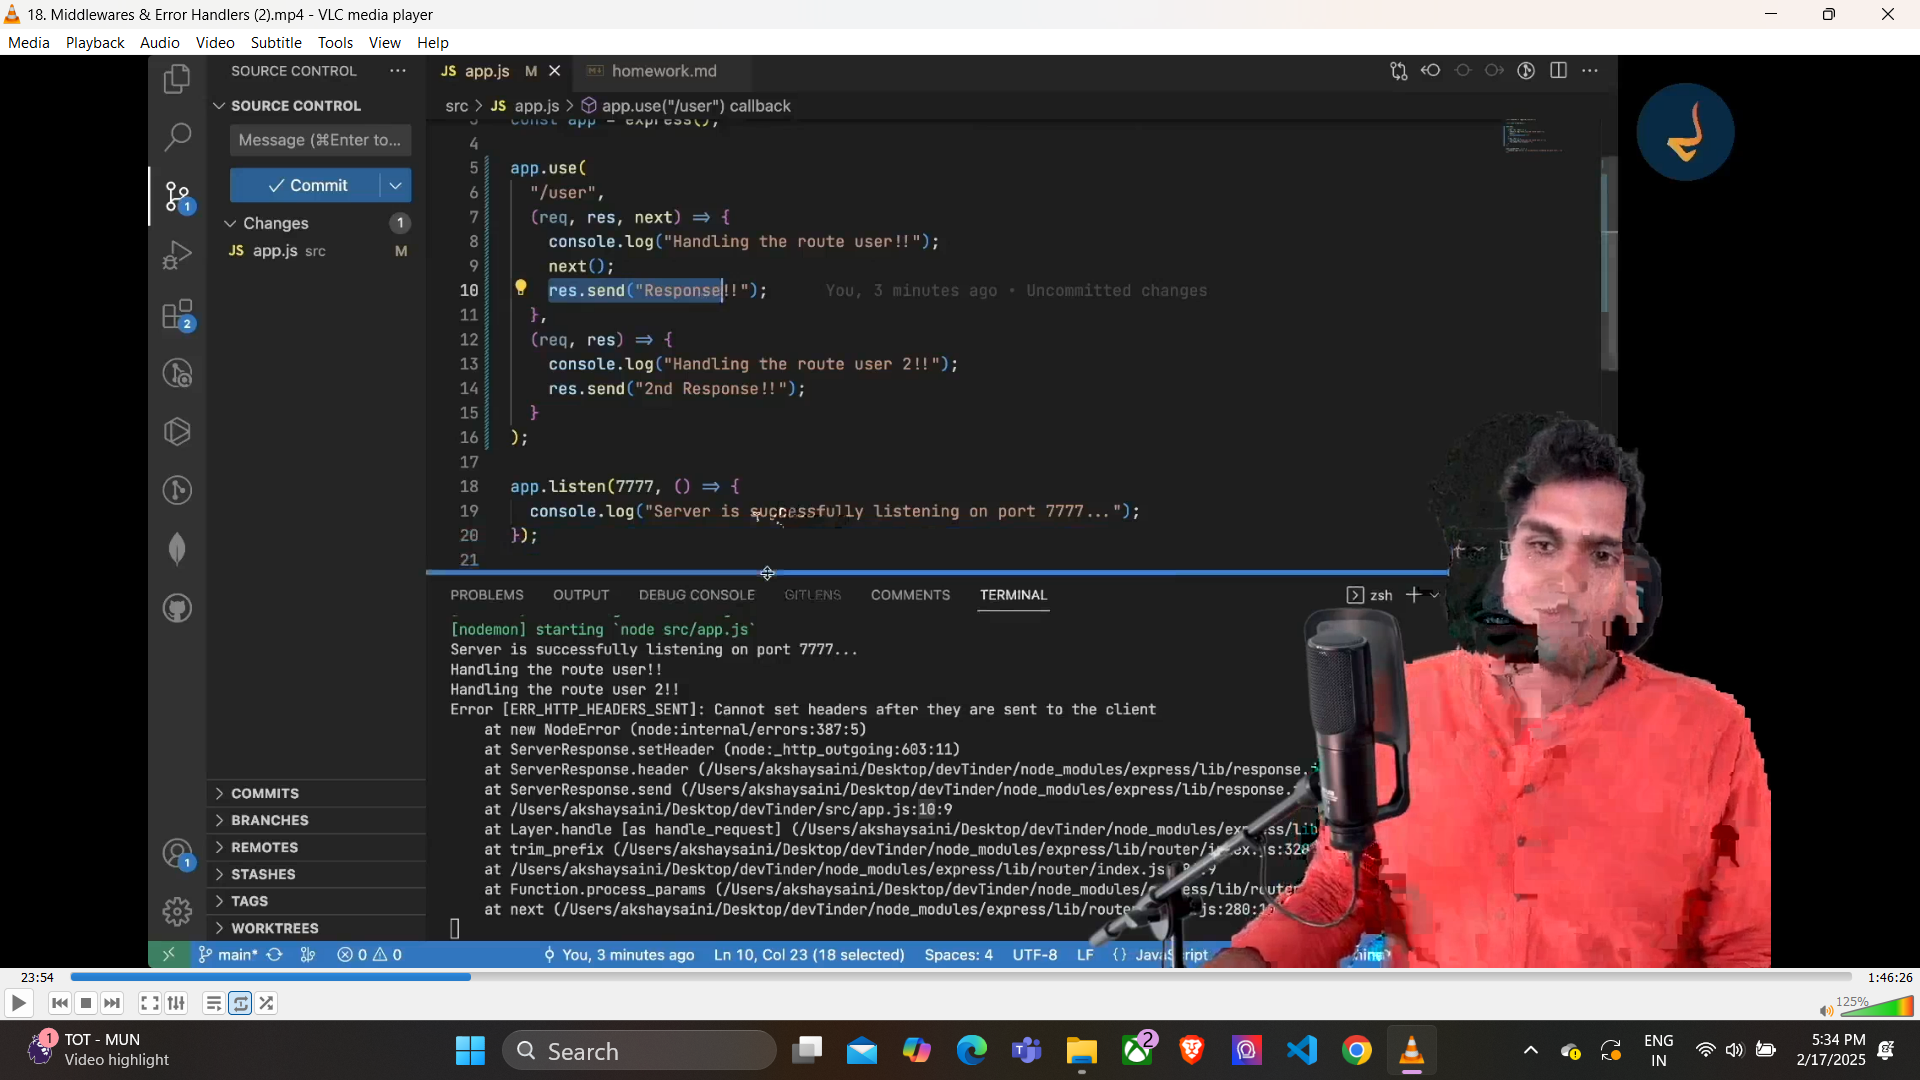 18. Middlewares & Error Handlers (2).mp4 - VLC media player
Media Playback Audio Video Subtitle Tools View Help
SOURCE CONTROL
JS app.js M
homework.md
SOURCE CONTROL
src > JS app.js > app.use("/user") callback
Message (⌘Enter to...
Commit
Changes 1
JS app.js src M
1
2
1
3 const app = express();
4
5 app.use(
6 "/user",
7 (req, res, next) => {
8 console.log("Handling the route user!!");
9 next();
10 res.send("Response!!"); You, 3 minutes ago • Uncommitted changes
11 },
12 (req, res) => {
13 console.log("Handling the route user 2!!");
14 res.send("2nd Response!!");
15 }
16 );
17
18 app.listen(7777, () => {
19 console.log("Server is successfully listening on port 7777...");
20 });
21
PROBLEMS OUTPUT DEBUG CONSOLE GITLENS COMMENTS TERMINAL zsh
[nodemon] starting `node src/app.js`
Server is successfully listening on port 7777...
Handling the route user!!
Handling the route user 2!!
Error [ERR_HTTP_HEADERS_SENT]: Cannot set headers after they are sent to the client
at new NodeError (node:internal/errors:387:5)
at ServerResponse.setHeader (node:_http_outgoing:603:11)
at ServerResponse.header (/Users/akshaysaini/Desktop/devTinder/node_modules/express/lib/response.
at ServerResponse.send (/Users/akshaysaini/Desktop/devTinder/node_modules/express/lib/response.
at /Users/akshaysaini/Desktop/devTinder/src/app.js:10:9
at Layer.handle [as handle_request] (/Users/akshaysaini/Desktop/devTinder/node_modules/express/lib
at trim_prefix (/Users/akshaysaini/Desktop/devTinder/node_modules/express/lib/router/index.js:328
at /Users/akshaysaini/Desktop/devTinder/node_modules/express/lib/router/index.js
at Function.process_params (/Users/akshaysaini/Desktop/devTinder/node_modules/express/lib/router
at next (/Users/akshaysaini/Desktop/devTinder/node_modules/express/lib/router
COMMITS
BRANCHES
REMOTES
STASHES
TAGS
WORKTREES
main* 0 0 You, 3 minutes ago Ln 10, Col 23 (18 selected) Spaces: 4 UTF-8 LF {} JavaScript
23:54 1:46:26
125%
1 TOT - MUN
Video highlight
Search
2
ENG
IN
5:34 PM
2/17/2025